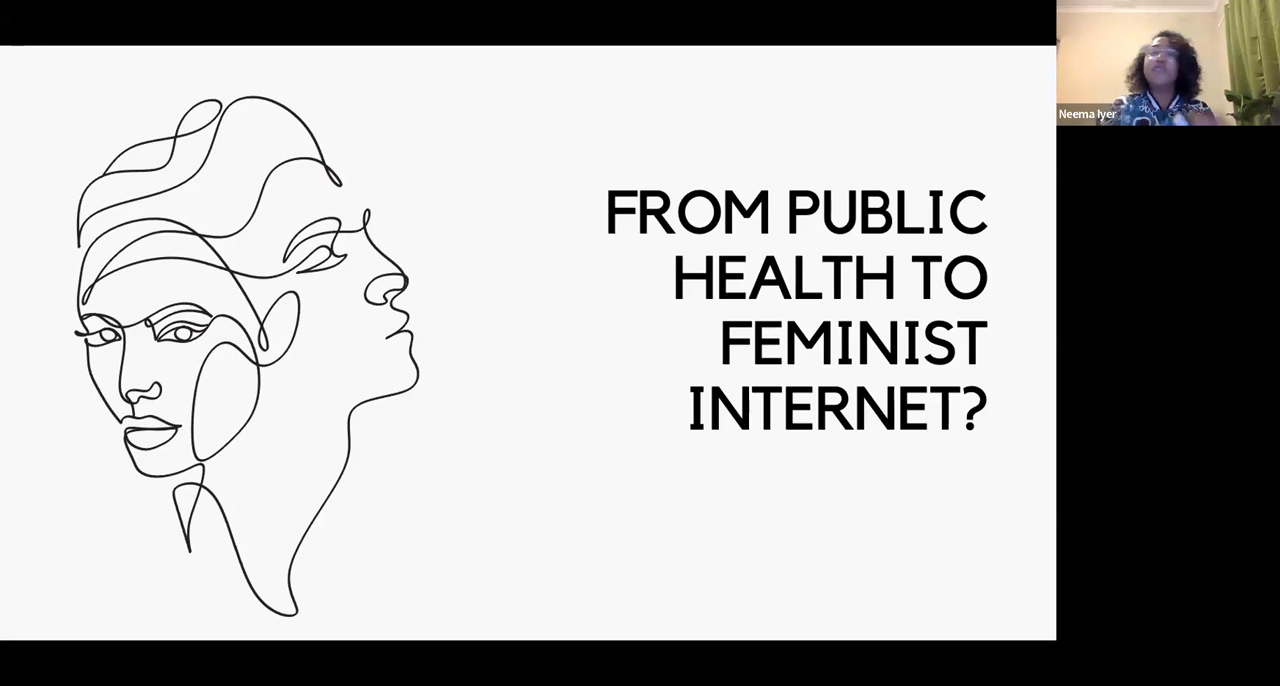 FROM PUBLIC
HEALTH TO
FEMINIST
INTERNET?
Neema Iyer